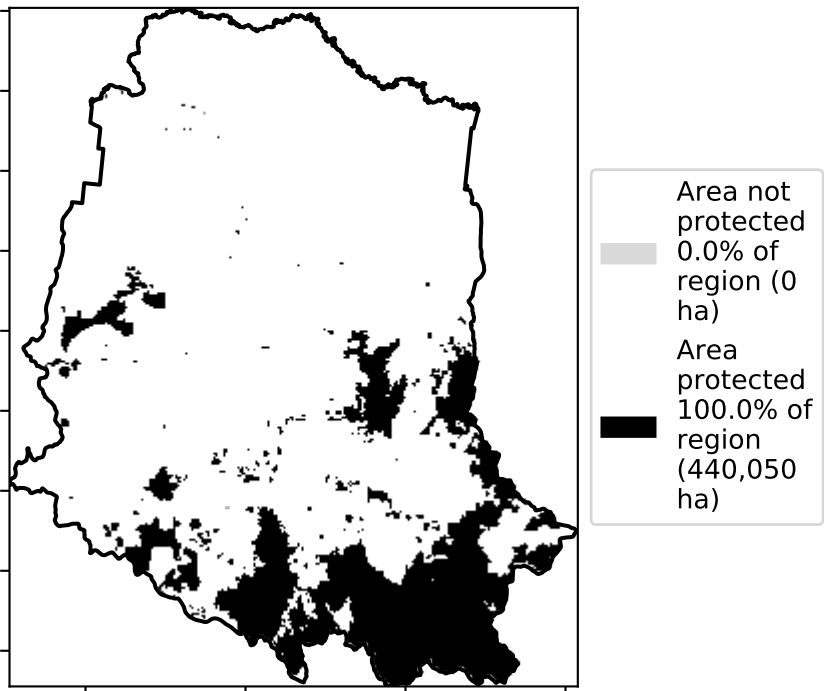 Area not
protected
0.0% of
region (0
ha)
Area
protected
100.0% of
region
(440,050
ha)